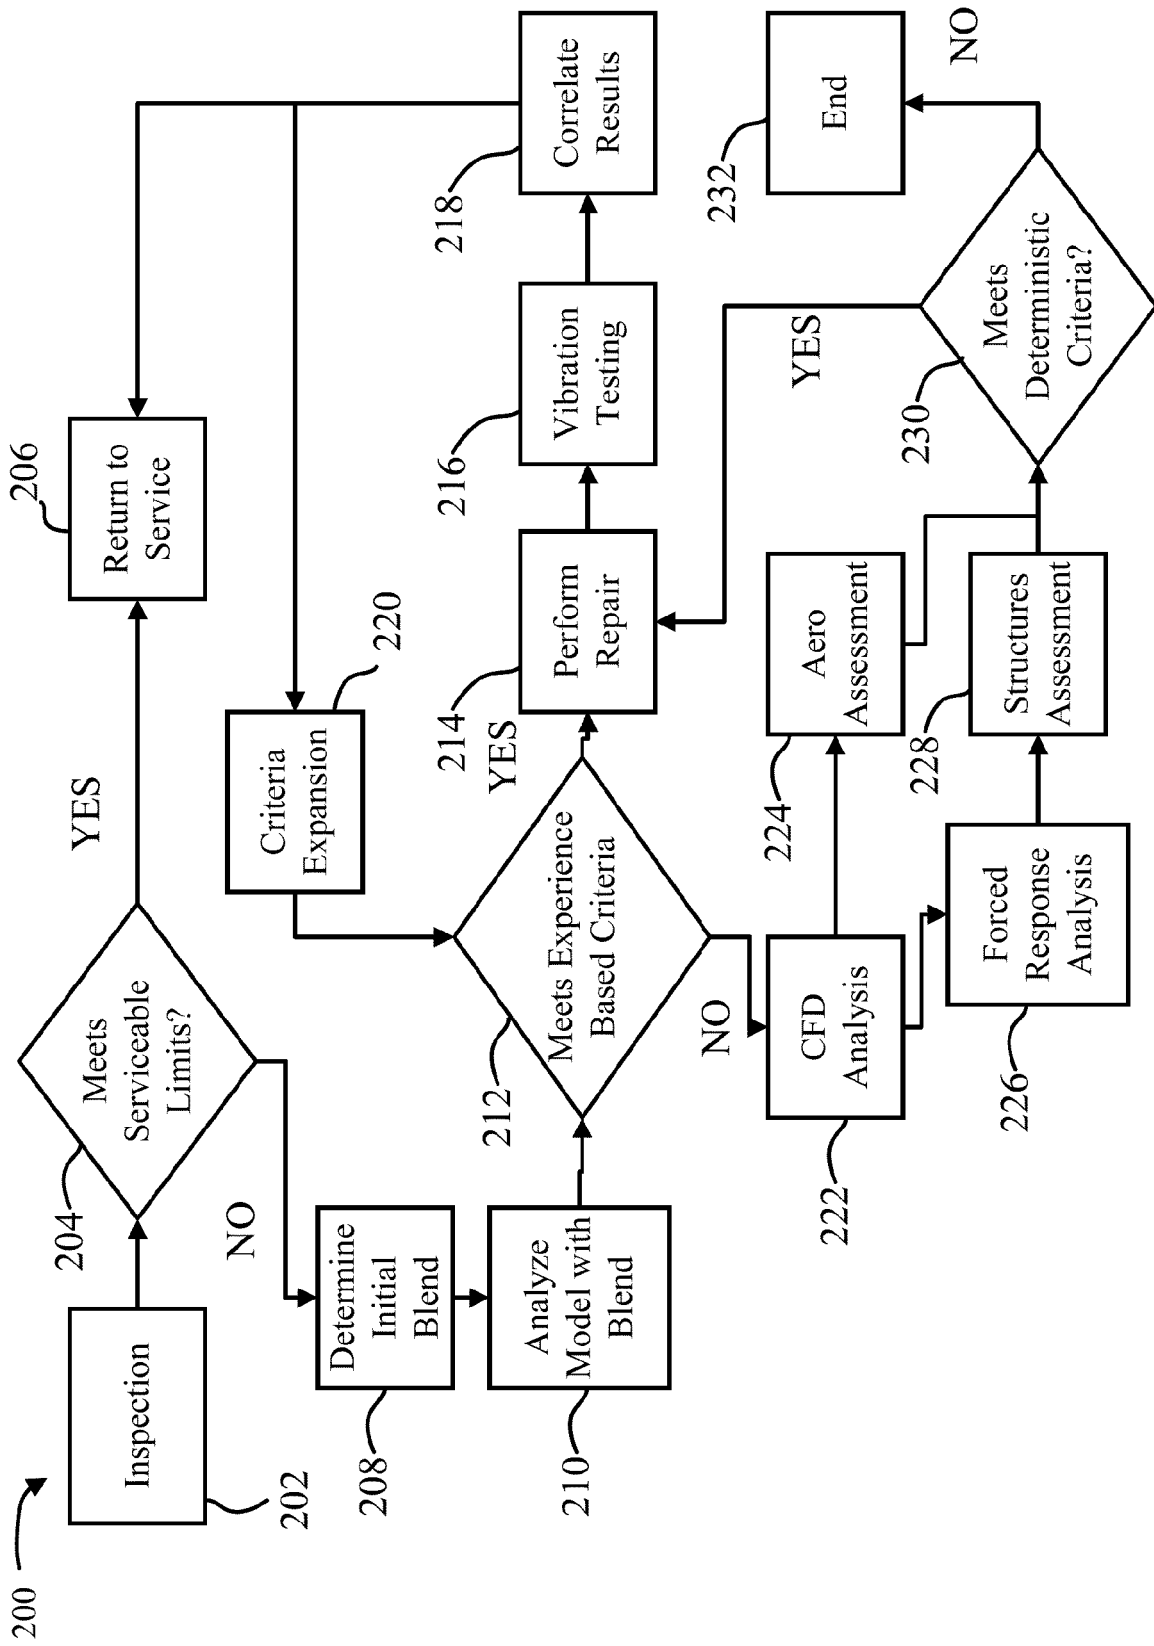 200
Inspection
202
Meets
Serviceable
Limits?
204
YES
NO
Return to
Service
206
Determine
Initial
Blend
208
Analyze
Model with
Blend
210
Criteria
Expansion
220
Meets Experience
Based Criteria
212
YES
NO
Perform
Repair
214
Vibration
Testing
216
Correlate
Results
218
CFD
Analysis
222
Aero
Assessment
224
Forced
Response
Analysis
226
Structures
Assessment
228
Meets
Deterministic
Criteria?
230
YES
NO
End
232